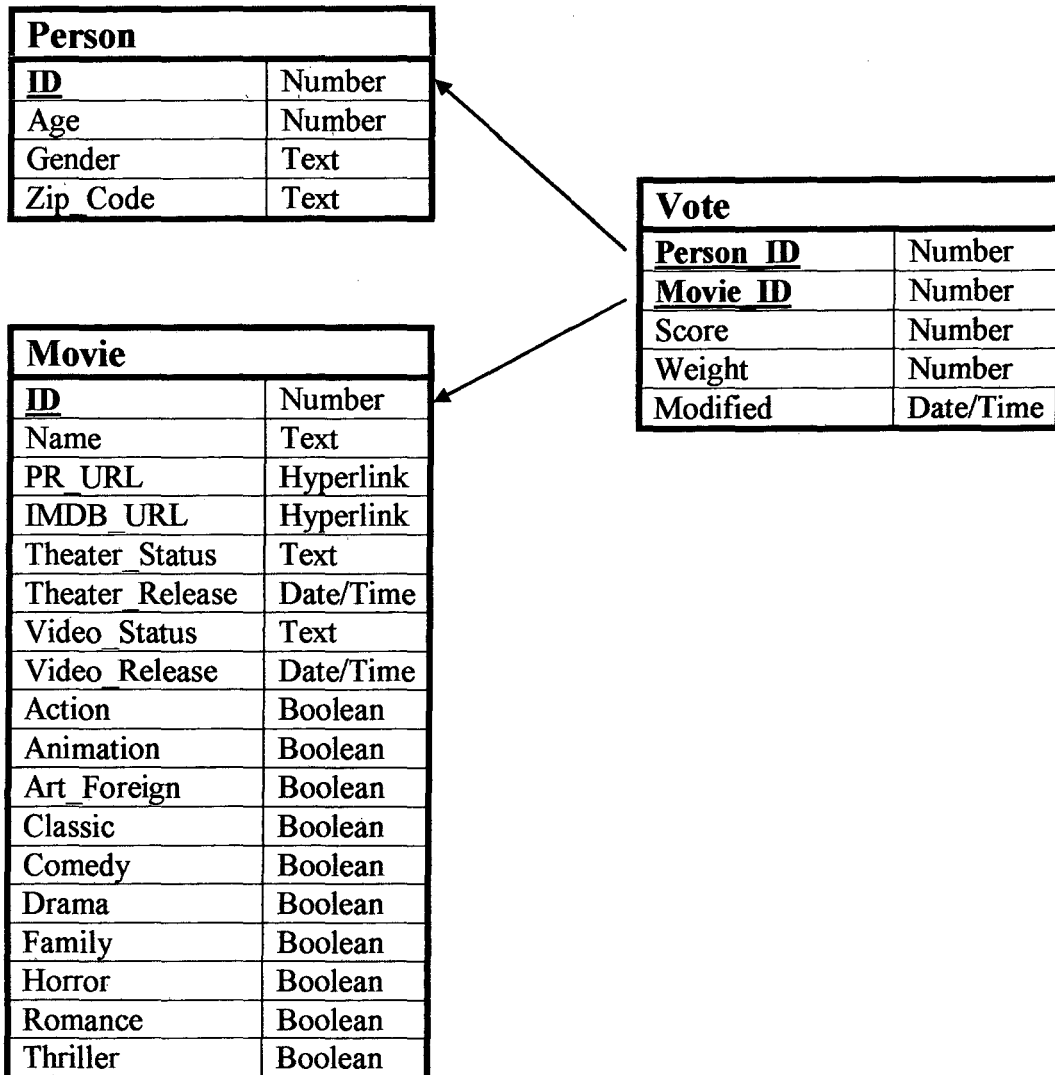 Person
ID Number
Age Number
Gender Text
Zip_Code Text
Vote
Person_ID Number
Movie_ID Number
Score Number
Weight Number
Modified Date/Time
Movie
ID Number
Name Text
PR_URL Hyperlink
IMDB_URL Hyperlink
Theater_Status Text
Theater_Release Date/Time
Video_Status Text
Video_Release Date/Time
Action Boolean
Animation Boolean
Art_Foreign Boolean
Classic Boolean
Comedy Boolean
Drama Boolean
Family Boolean
Horror Boolean
Romance Boolean
Thriller Boolean